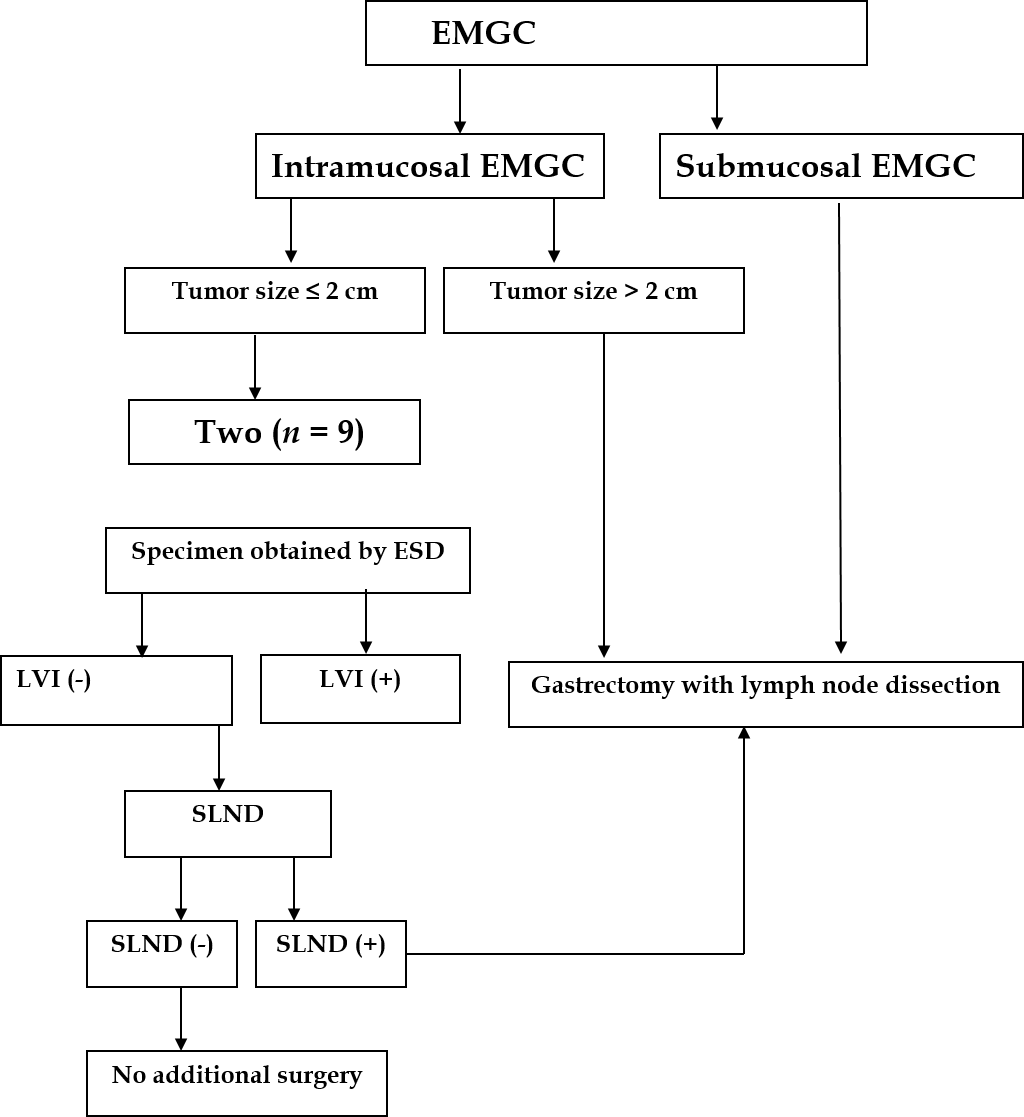 EMGC
Intramucosal EMGC
Submucosal EMGC
Tumor size ≤ 2 cm
Tumor size > 2 cm
Two (n = 9)
Specimen obtained by ESD
LVI (-)
LVI (+)
Gastrectomy with lymph node dissection
SLND
SLND (-)
SLND (+)
No additional surgery